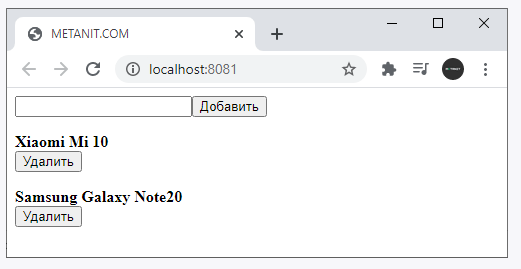 METANIT.COM
localhost:8081
Добавить
Xiaomi Mi 10
Удалить
Samsung Galaxy Note20
Удалить